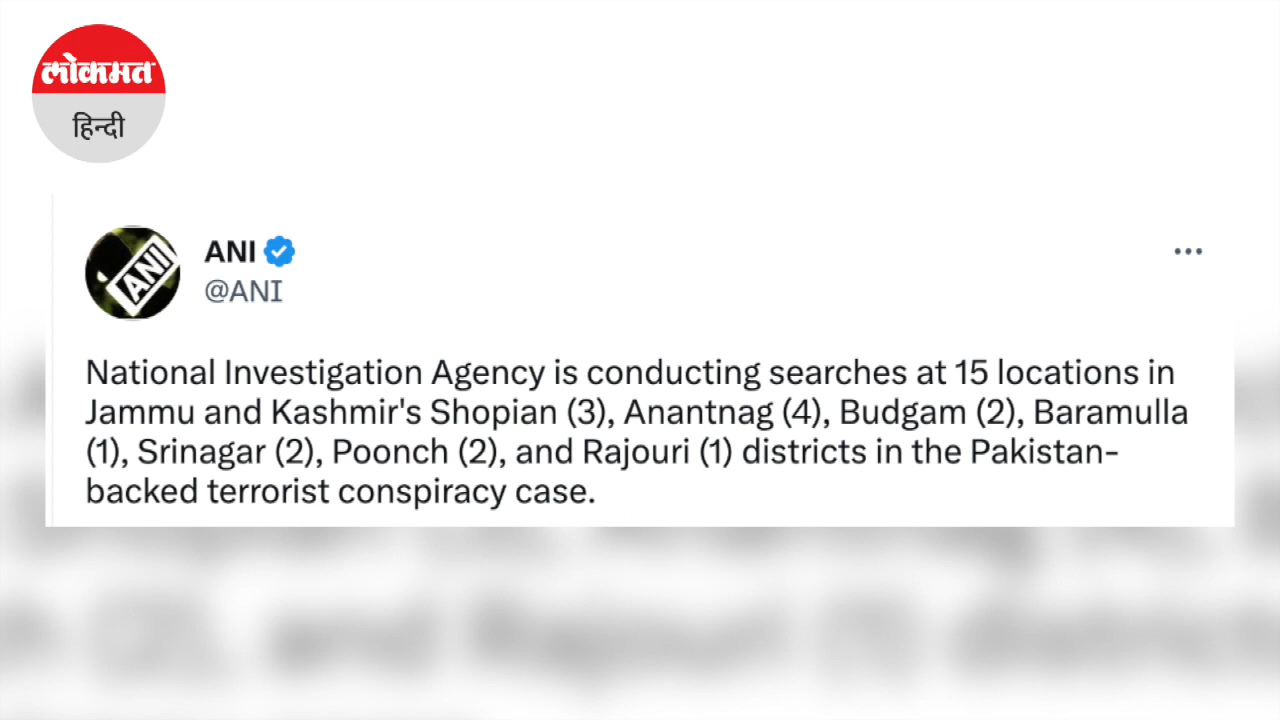 लोकमत
हिन्दी
ANI
@ANI
ANI
National Investigation Agency is conducting searches at 15 locations in
Jammu and Kashmir's Shopian (3), Anantnag (4), Budgam (2), Baramulla
(1), Srinagar (2), Poonch (2), and Rajouri (1) districts in the Pakistan-
backed terrorist conspiracy case.